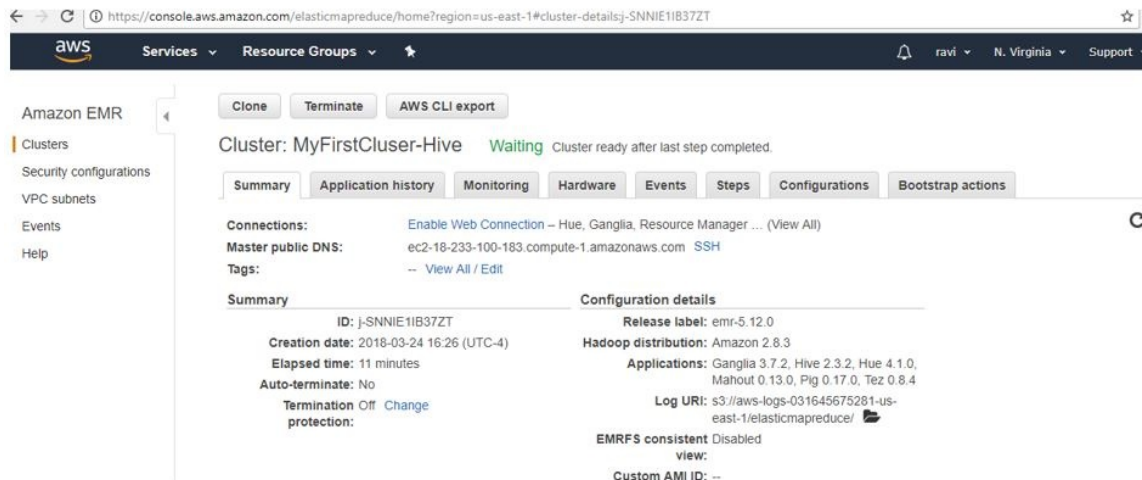 https://console.aws.amazon.com/elasticmapreduce/home?region=us-east-1#cluster-details:j-SNNIE1IB37ZT
aws Services Resource Groups ravi N. Virginia Support
Amazon EMR
Clusters
Security configurations
VPC subnets
Events
Help
Clone Terminate AWS CLI export
Cluster: MyFirstCluser-Hive Waiting Cluster ready after last step completed.
Summary Application history Monitoring Hardware Events Steps Configurations Bootstrap actions
Connections: Enable Web Connection – Hue, Ganglia, Resource Manager ... (View All)
Master public DNS: ec2-18-233-100-183.compute-1.amazonaws.com SSH
Tags: -- View All / Edit
Summary
ID: j-SNNIE1IB37ZT
Creation date: 2018-03-24 16:26 (UTC-4)
Elapsed time: 11 minutes
Auto-terminate: No
Termination Off Change
protection:
Configuration details
Release label: emr-5.12.0
Hadoop distribution: Amazon 2.8.3
Applications: Ganglia 3.7.2, Hive 2.3.2, Hue 4.1.0,
Mahout 0.13.0, Pig 0.17.0, Tez 0.8.4
Log URI: s3://aws-logs-031645675281-us-
east-1/elasticmapreduce/
EMRFS consistent Disabled
view:
Custom AMI ID: --